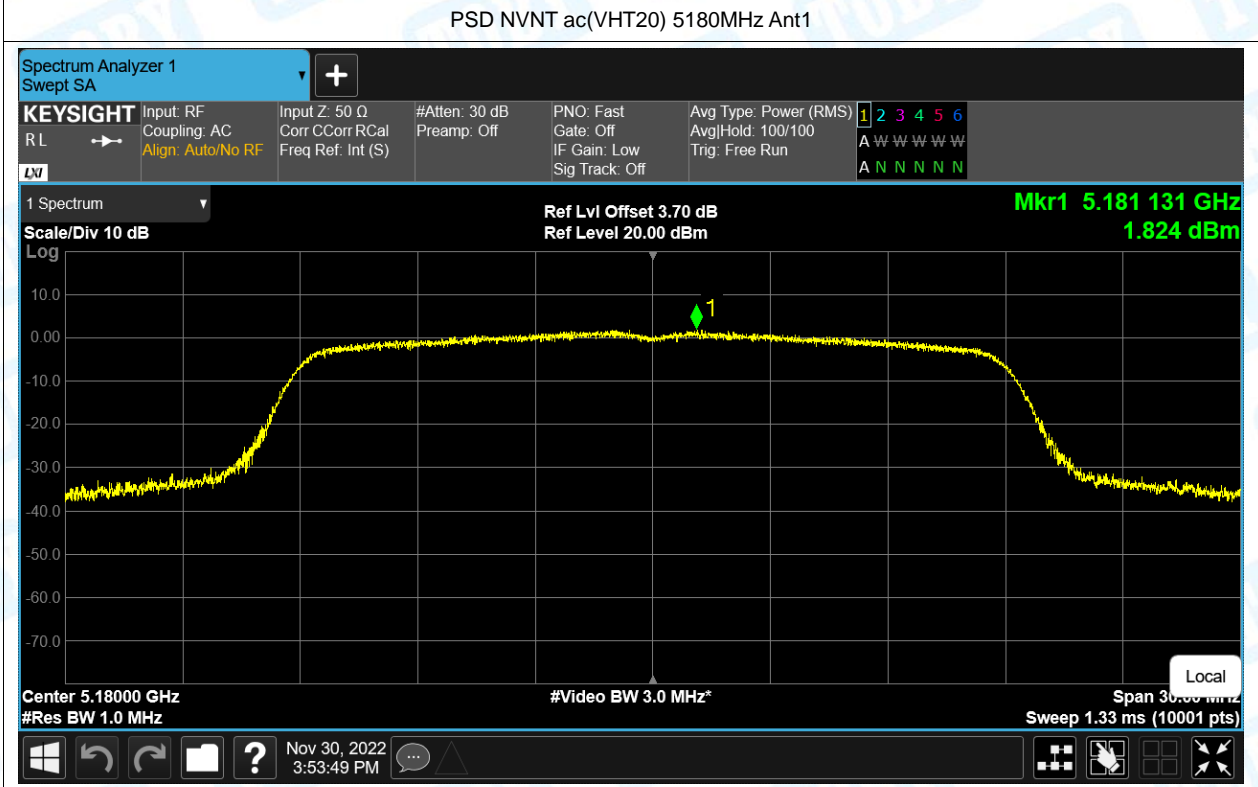 PSD NVNT ac(VHT20) 5180MHz Ant1
Spectrum Analyzer 1
Swept SA
KEYSIGHT
R L
LXI
Input: RF
Coupling: AC
Align: Auto/No RF
Input Z: 50 Ω
Corr CCorr RCal
Freq Ref: Int (S)
#Atten: 30 dB
Preamp: Off
PNO: Fast
Gate: Off
IF Gain: Low
Sig Track: Off
Avg Type: Power (RMS)
Avg|Hold: 100/100
Trig: Free Run
1 2 3 4 5 6
A W W W W W
A N N N N N
1 Spectrum
Scale/Div 10 dB
Log
Ref Lvl Offset 3.70 dB
Ref Level 20.00 dBm
Mkr1 5.181 131 GHz
1.824 dBm
1
10.0
0.00
-10.0
-20.0
-30.0
-40.0
-50.0
-60.0
-70.0
Local
Center 5.18000 GHz
#Res BW 1.0 MHz
#Video BW 3.0 MHz*
Span 30.00 MHz
Sweep 1.33 ms (10001 pts)
?
Nov 30, 2022
3:53:49 PM